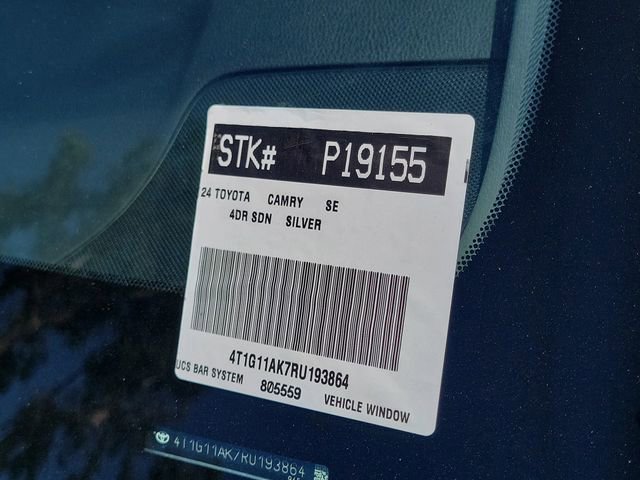 STK# P19155
24 TOYOTA CAMRY SE
4DR SDN SILVER
4T1G11AK7RU193864
UCS BAR SYSTEM 805559 VEHICLE WINDOW
4T1G11AK7RU193864